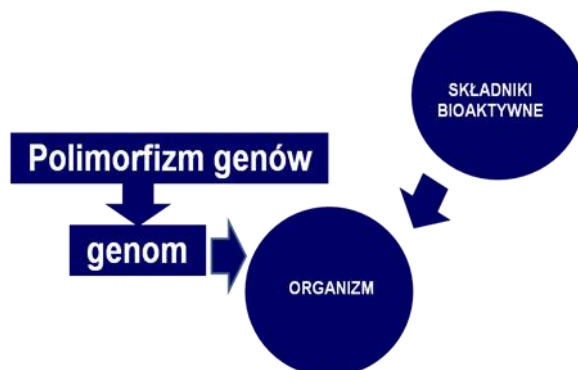 SKŁADNIKI
BIOAKTYWNE
Polimorfizm genów
genom
ORGANIZM